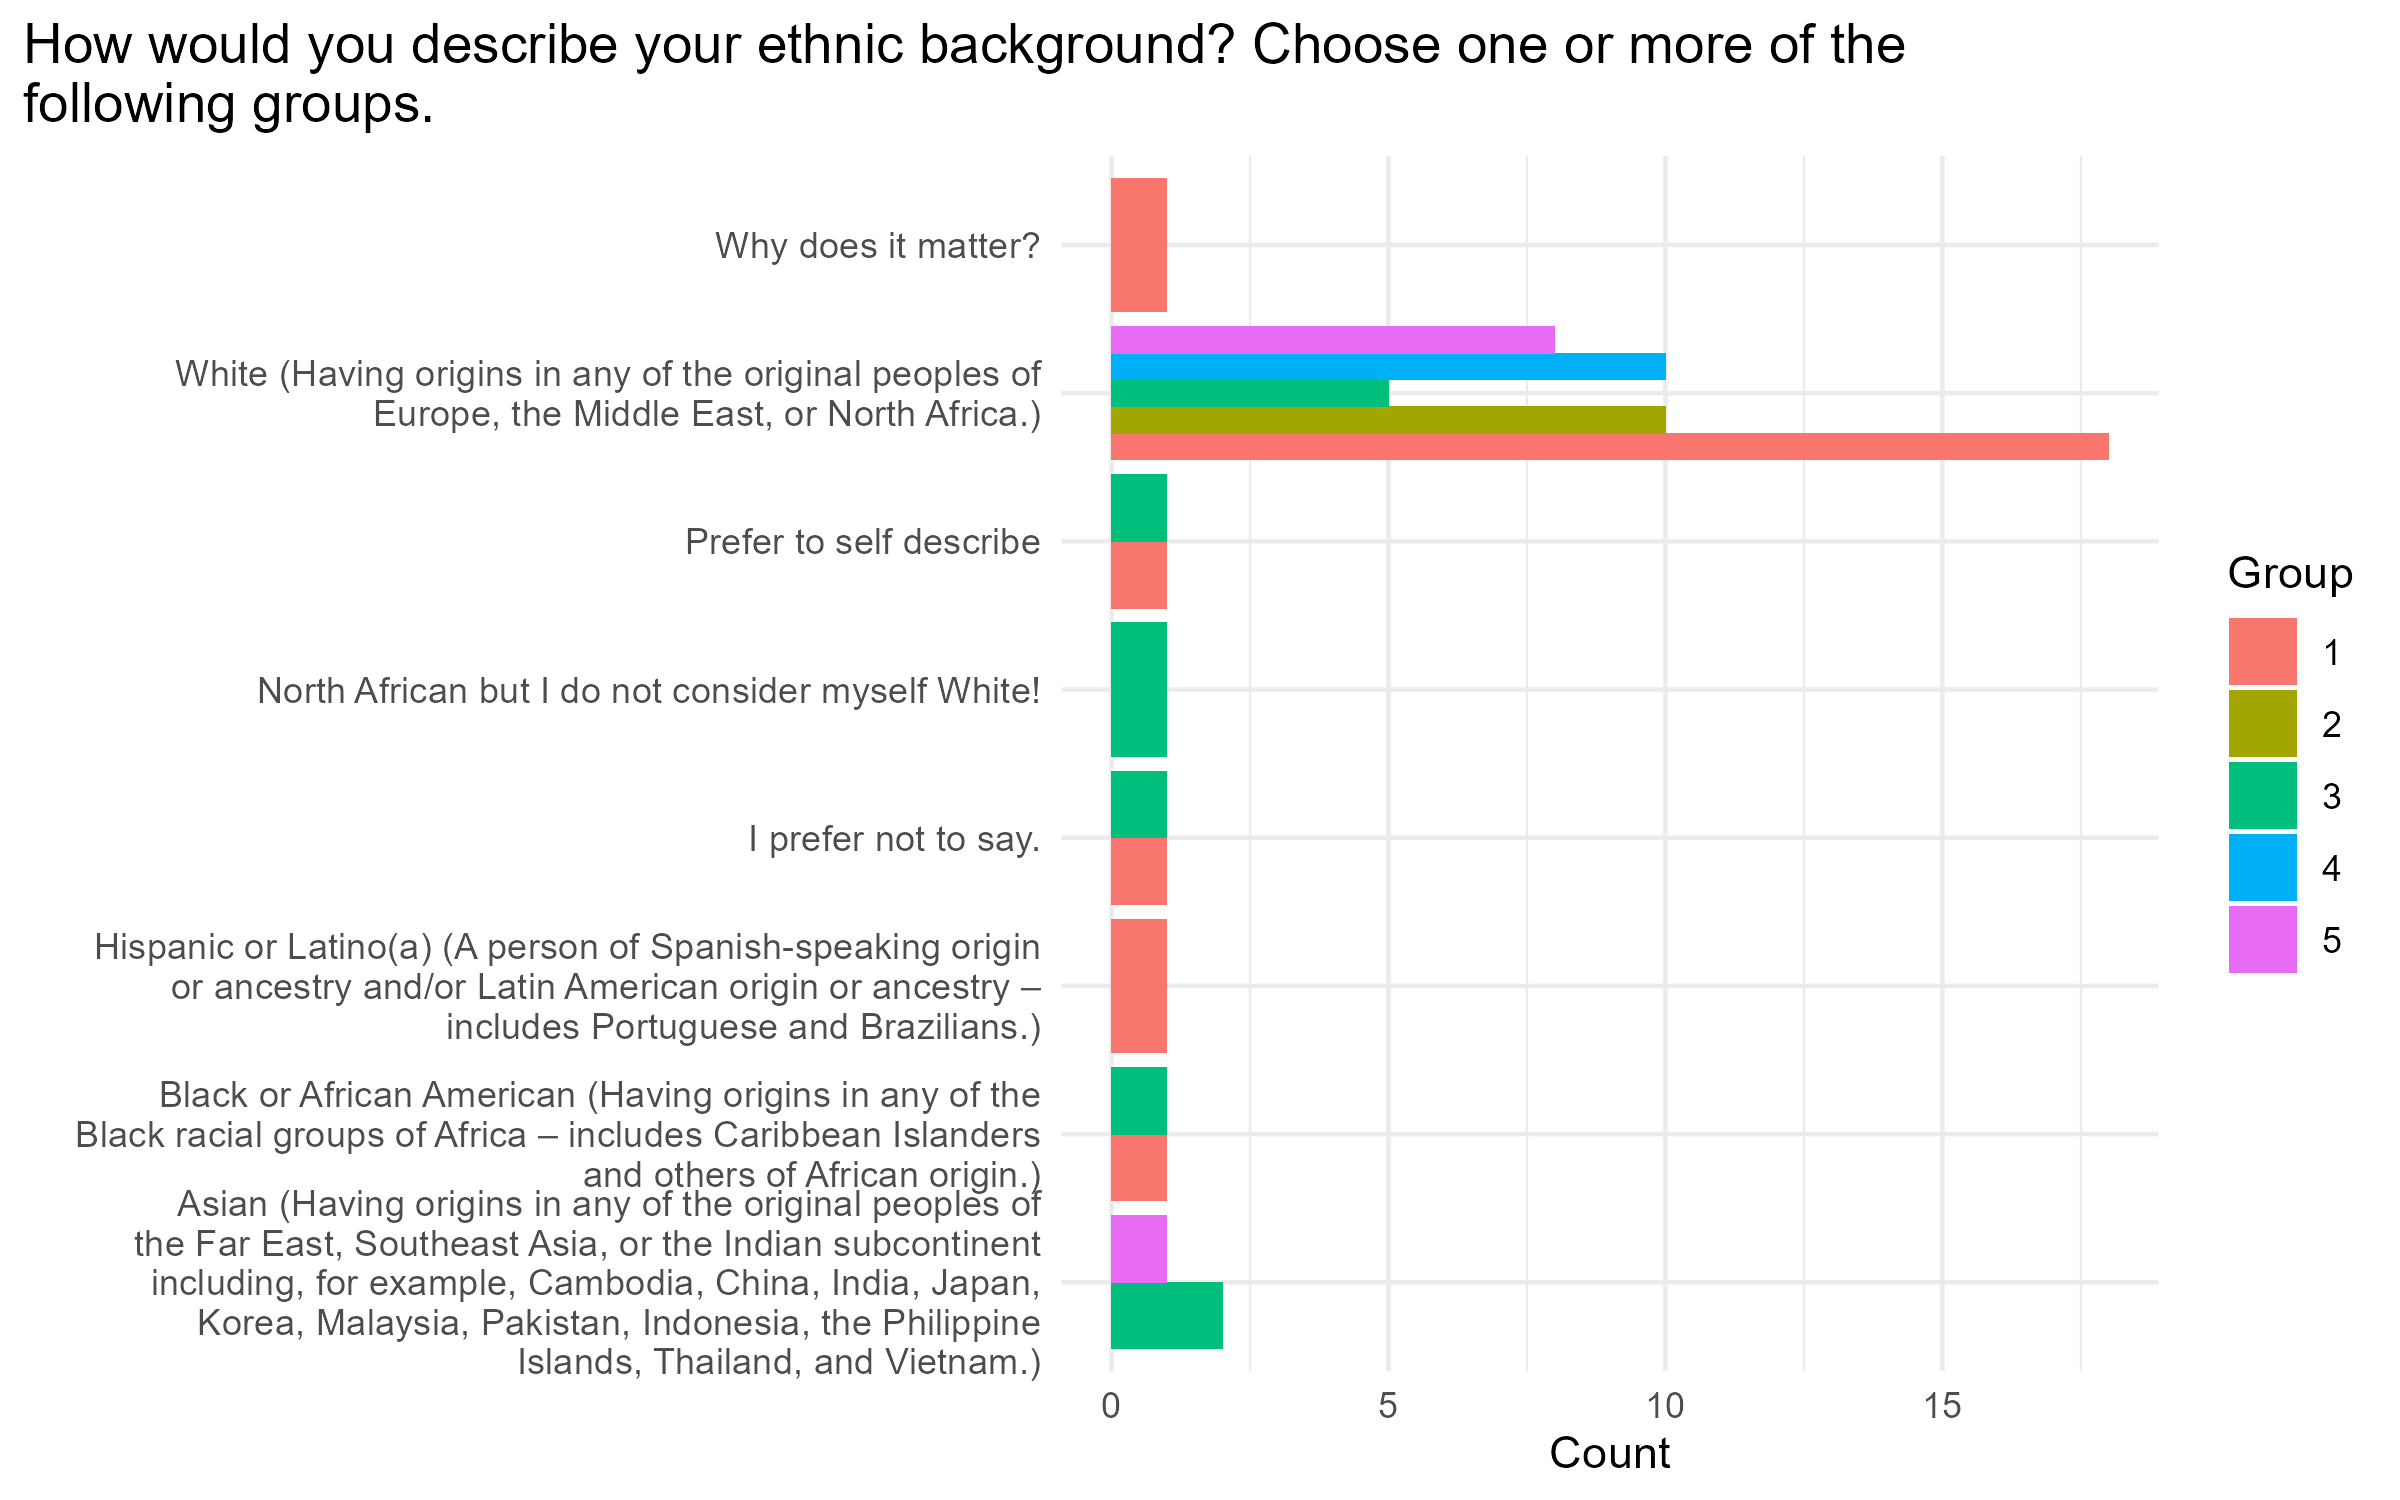 How would you describe your ethnic background? Choose one or more of the
following groups.
Why does it matter?
White (Having origins in any of the original peoples of
Europe, the Middle East, or North Africa.)
Prefer to self describe
North African but I do not consider myself White!
I prefer not to say.
Hispanic or Latino(a) (A person of Spanish-speaking origin
or ancestry and/or Latin American origin or ancestry –
includes Portuguese and Brazilians.)
Black or African American (Having origins in any of the
Black racial groups of Africa – includes Caribbean Islanders
and others of African origin.)
Asian (Having origins in any of the original peoples of
the Far East, Southeast Asia, or the Indian subcontinent
including, for example, Cambodia, China, India, Japan,
Korea, Malaysia, Pakistan, Indonesia, the Philippine
Islands, Thailand, and Vietnam.)
0 5 10 15
Count
Group
1
2
3
4
5